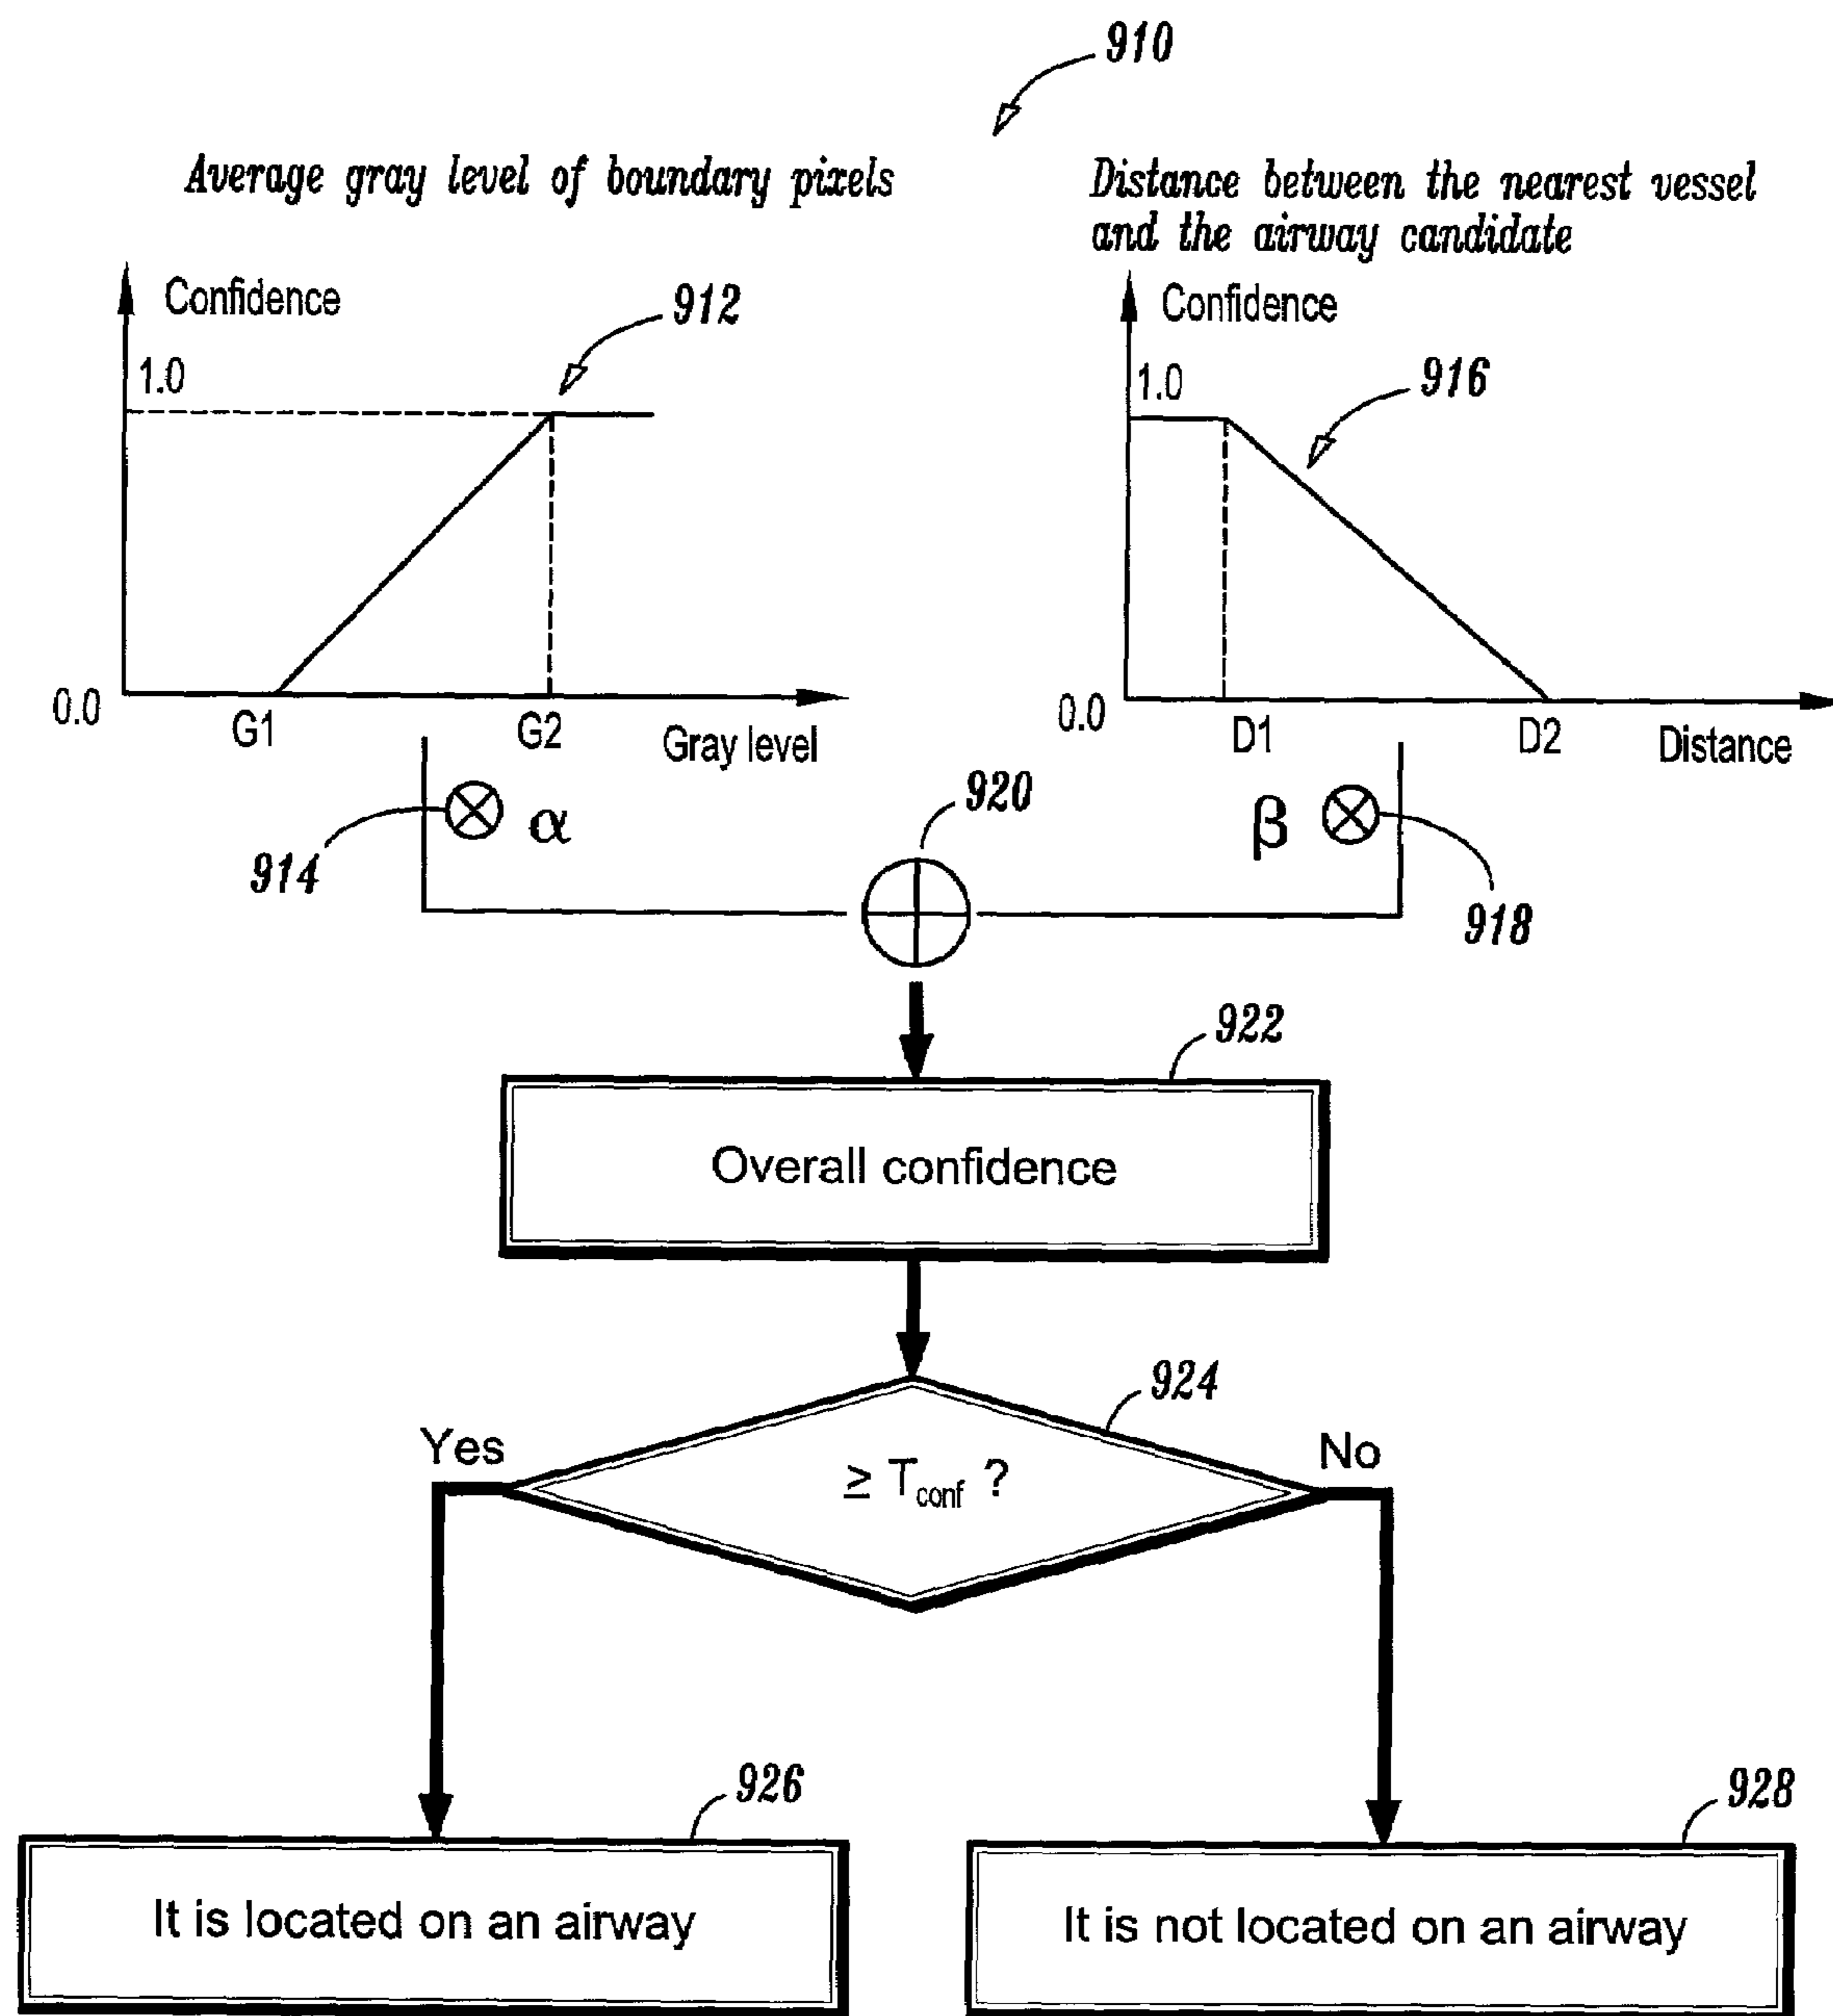 910
Average gray level of boundary pixels
Distance between the nearest vessel
and the airway candidate
Confidence
912
1.0
0.0
G1
G2
Gray level
Confidence
1.0
916
0.0
D1
D2
Distance
914
α
920
β
918
922
Overall confidence
924
Yes
≥ Tconf ?
No
926
It is located on an airway
928
It is not located on an airway